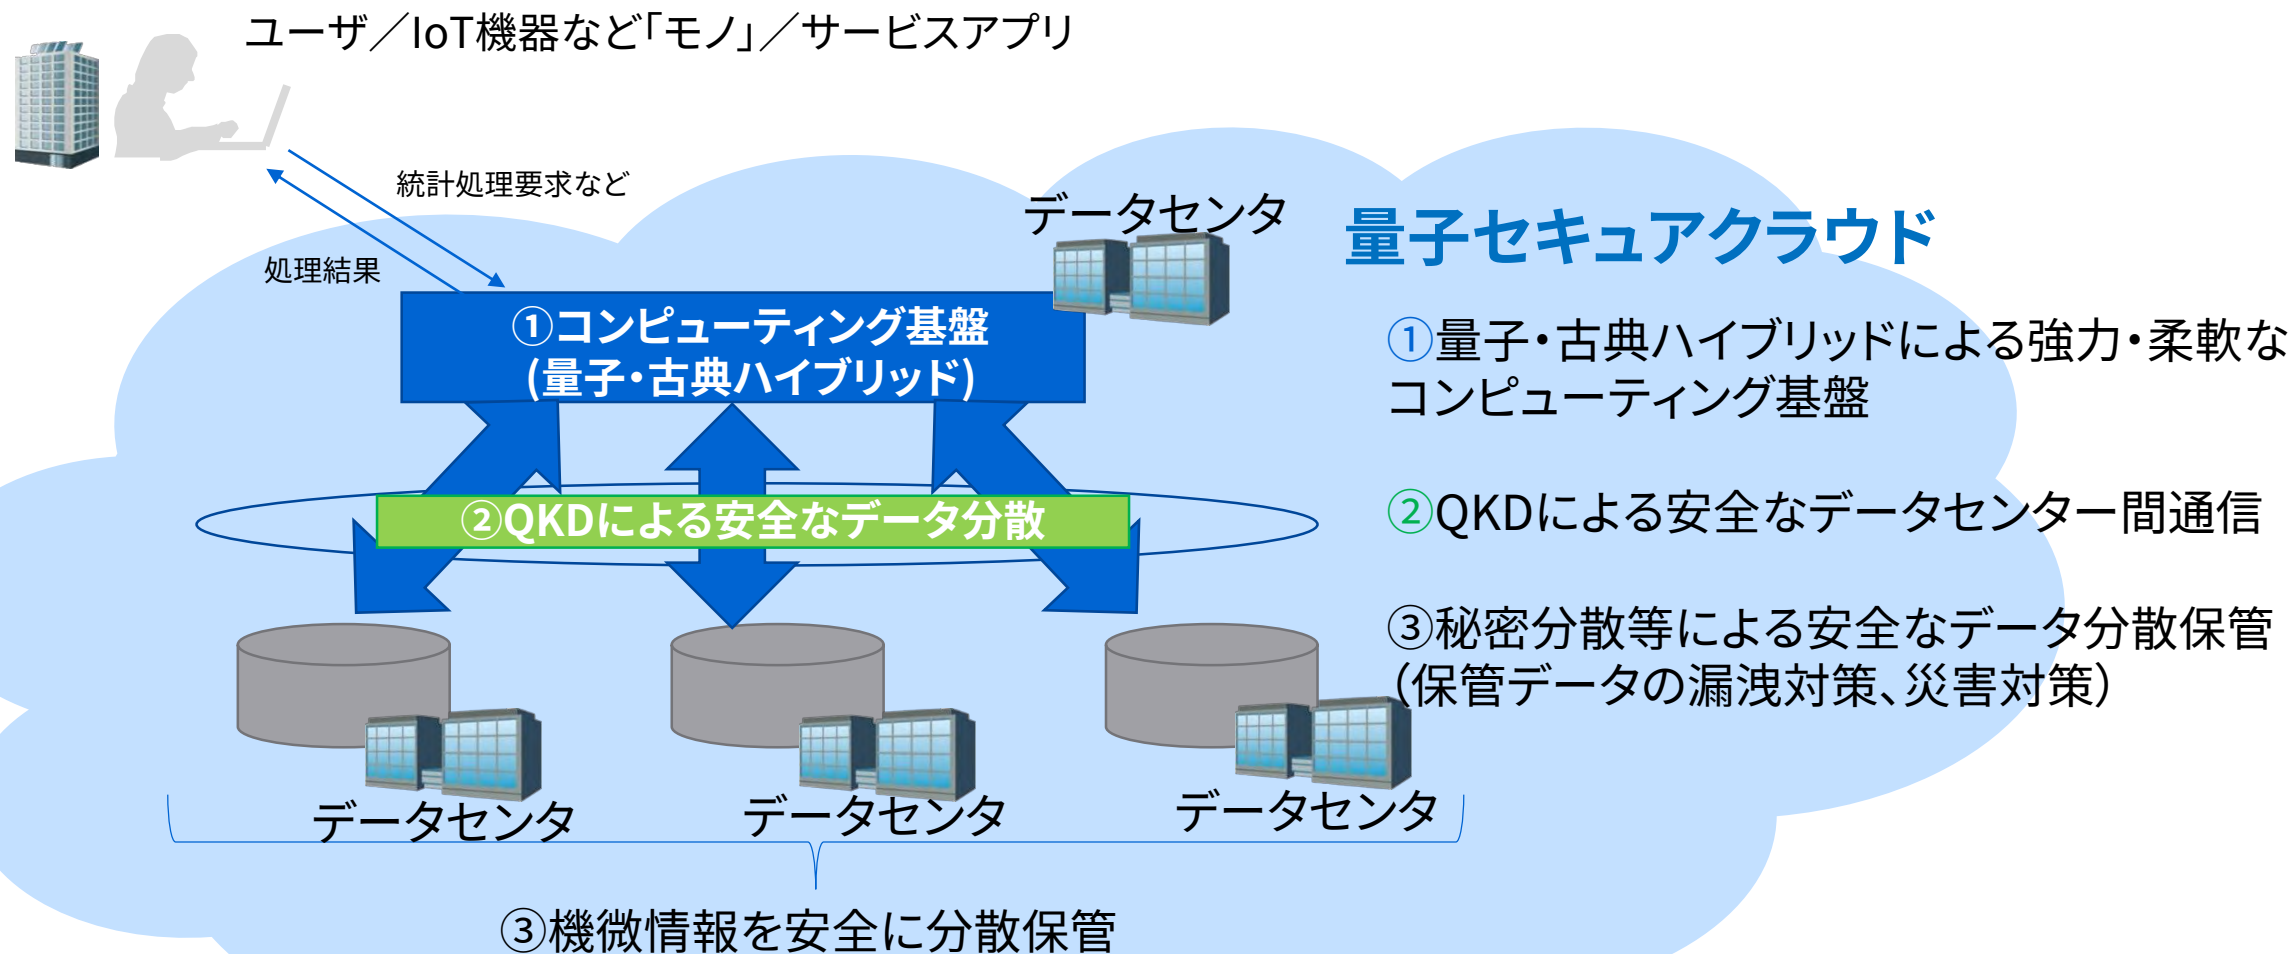 ユーザ／IoT機器など「モノ」／サービスアプリ
統計処理要求など
処理結果
データセンタ
量子セキュアクラウド
①コンピューティング基盤
(量子・古典ハイブリッド)
①量子・古典ハイブリッドによる強力・柔軟な
コンピューティング基盤
②QKDによる安全なデータ分散
②QKDによる安全なデータセンター間通信
③秘密分散等による安全なデータ分散保管
（保管データの漏洩対策、災害対策）
データセンタ
データセンタ
データセンタ
③機微情報を安全に分散保管